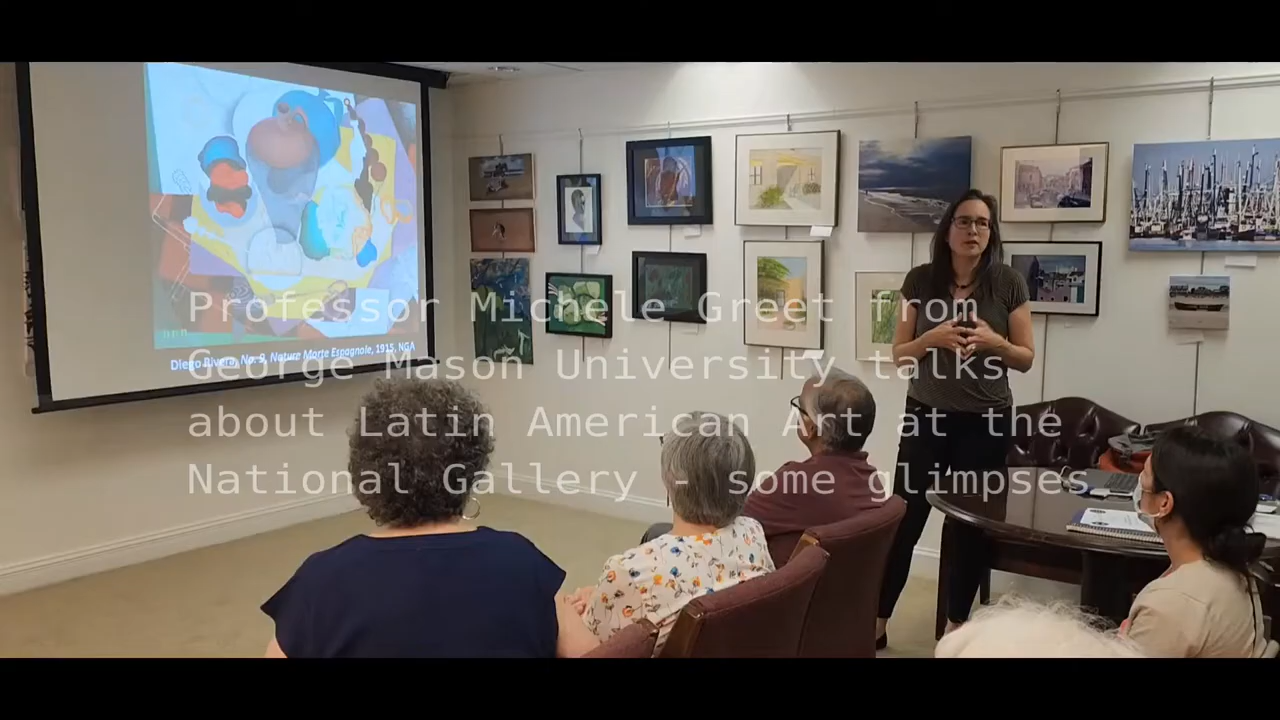 Professor Michele Greet from
George Mason University talks
about Latin American Art at the
National Gallery - some glimpses
Diego Rivera, No. 9, Nature Morte Espagnole, 1915, NGA